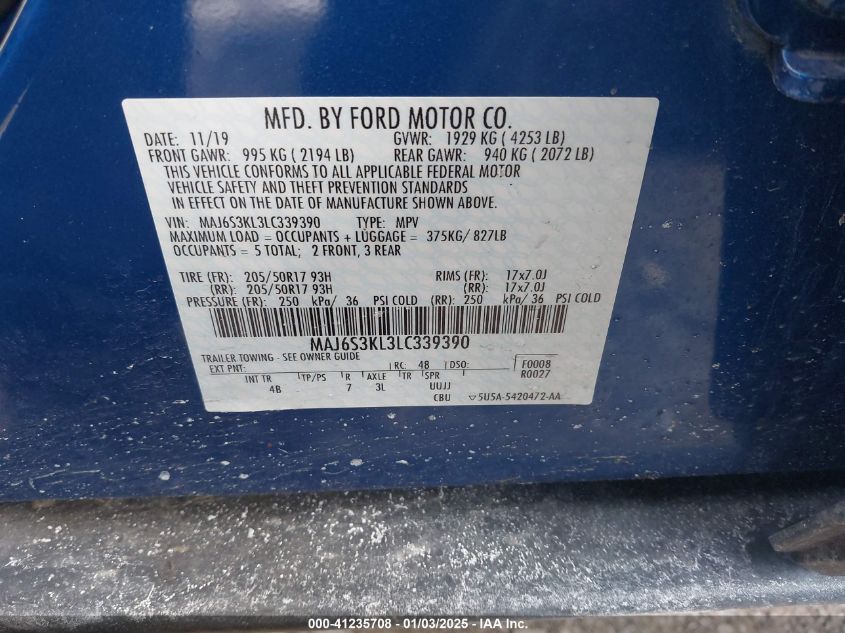 MFD. BY FORD MOTOR CO.
DATE: 11/19 GVWR: 1929 KG ( 4253 LB)
FRONT GAWR: 995 KG ( 2194 LB) REAR GAWR: 940 KG ( 2072 LB)
THIS VEHICLE CONFORMS TO ALL APPLICABLE FEDERAL MOTOR
VEHICLE SAFETY AND THEFT PREVENTION STANDARDS
IN EFFECT ON THE DATE OF MANUFACTURE SHOWN ABOVE.
VIN: MAJ6S3KL3LC339390 TYPE: MPV
MAXIMUM LOAD = OCCUPANTS + LUGGAGE = 375KG/ 827LB
OCCUPANTS = 5 TOTAL; 2 FRONT, 3 REAR
TIRE (FR): 205/50R17 93H RIMS (FR): 17x7.0J
(RR): 205/50R17 93H (RR): 17x7.0J
PRESSURE (FR): 250 kPa/ 36 PSI COLD (RR): 250 kPa/ 36 PSI COLD
MAJ6S3KL3LC339390
TRAILER TOWING - SEE OWNER GUIDE
EXT PNT: RC: 48 DSO: F0008
R0027
INT TR TP/PS R AXLE TR SPR
4B 7 3L UUJJ
CBU 5U5A-5420472-AA
000-41235708 - 01/03/2025 - IAAI.COM